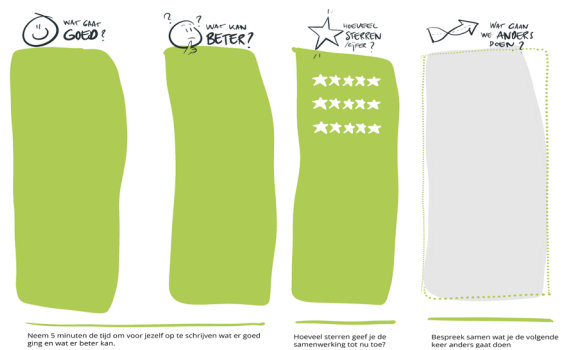 WAT GAAT
GOED?
WAT KAN
BETER?
HOEVEEL
STERREN
/CIJFER?
WAT GAAN
WE ANDERS
DOEN?
Neem 5 minuten de tijd om voor jezelf op te schrijven wat er goed
ging en wat er beter kan.
Hoeveel sterren geef je de
samenwerking tot nu toe?
Bespreek samen wat je de volgende
keer anders gaat doen